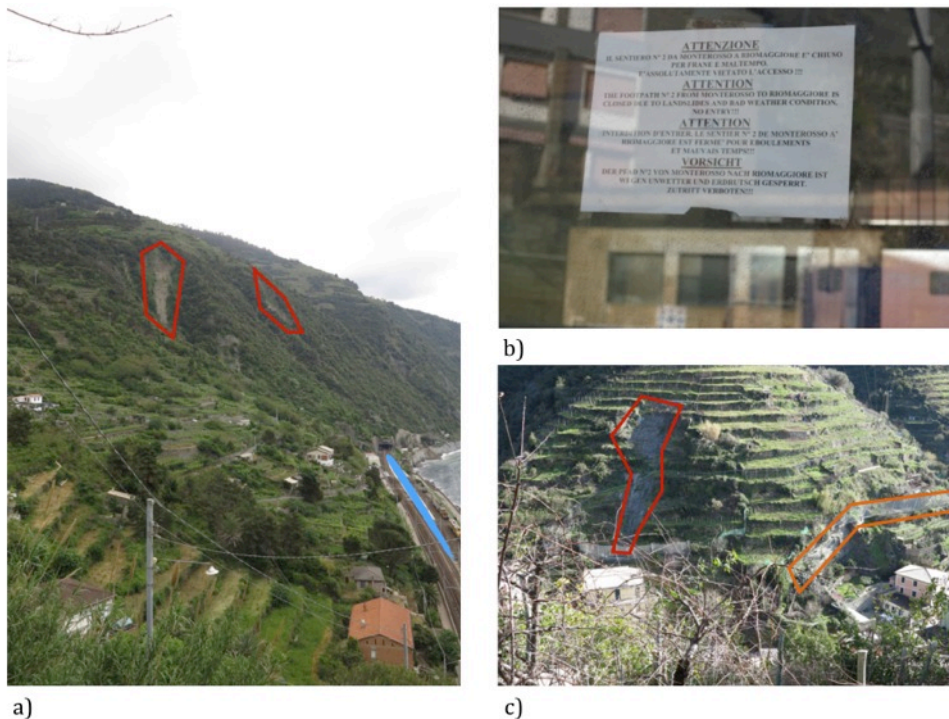 ATTENZIONE
IL SENTIERO N° 2 DA MONTEROSSO A RIOMAGGIORE E' CHIUSO
PER FRANE E MALTEMPO.
E' ASSOLUTAMENTE VIETATO L'ACCESSO !!!
ATTENTION
THE FOOTPATH N° 2 FROM MONTEROSSO TO RIOMAGGIORE IS
CLOSED DUE TO LANDSLIDES AND BAD WEATHER CONDITION.
NO ENTRY!!!
ATTENTION
INTERDITION D'ENTRER. LE SENTIER N° 2 DE MONTEROSSO A'
RIOMAGGIORE EST FERME' POUR EBOULEMENTS
ET MAUVAIS TEMPS!!!
VORSICHT
DER PFAD N°2 VON MONTEROSSO NACH RIOMAGGIORE IST
WEGEN UNWETTER UND ERDRUTSCH GESPERRT.
ZUTRITT VERBOTEN!!!
b)
a)
c)